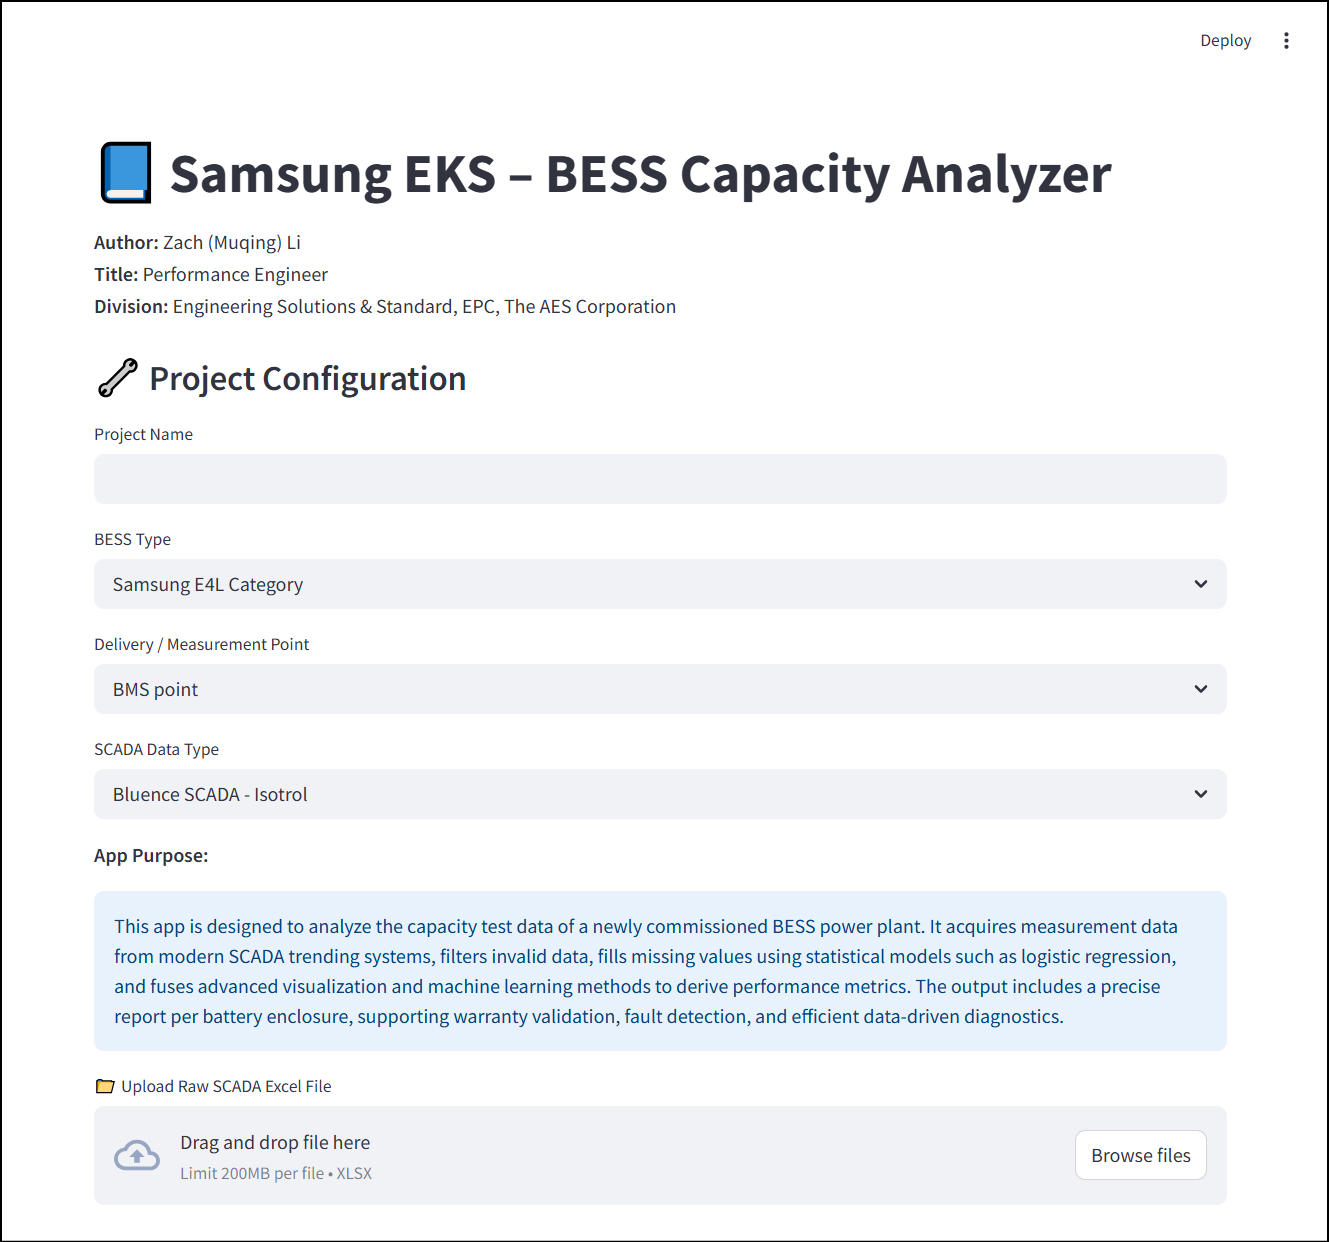 Deploy
Samsung EKS – BESS Capacity Analyzer
Author: Zach (Muqing) Li
Title: Performance Engineer
Division: Engineering Solutions & Standard, EPC, The AES Corporation
Project Configuration
Project Name
BESS Type
Samsung E4L Category
Delivery / Measurement Point
BMS point
SCADA Data Type
Bluence SCADA - Isotrol
App Purpose:
This app is designed to analyze the capacity test data of a newly commissioned BESS power plant. It acquires measurement data
from modern SCADA trending systems, filters invalid data, fills missing values using statistical models such as logistic regression,
and fuses advanced visualization and machine learning methods to derive performance metrics. The output includes a precise
report per battery enclosure, supporting warranty validation, fault detection, and efficient data-driven diagnostics.
Upload Raw SCADA Excel File
Drag and drop file here
Limit 200MB per file • XLSX
Browse files